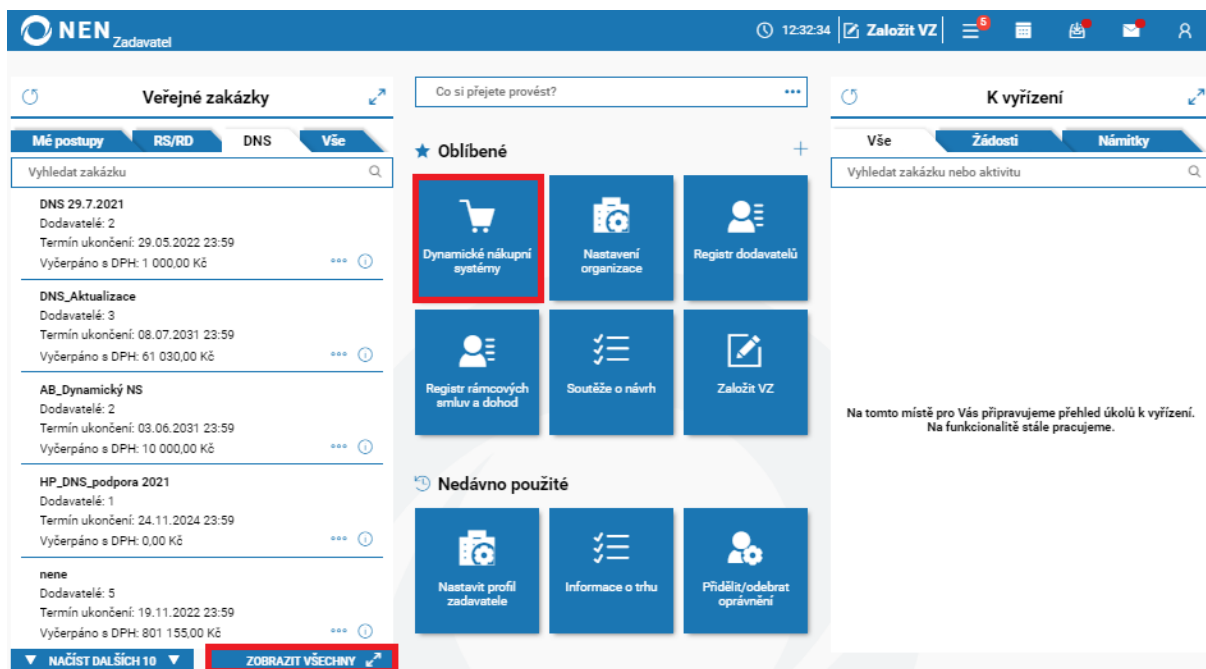 NEN Zadavatel
12:32:34 Založit VZ 5
Veřejné zakázky
Mé postupy RS/RD DNS Vše
Vyhledat zakázku
DNS 29.7.2021
Dodavatelé: 2
Termín ukončení: 29.05.2022 23:59
Vyčerpáno s DPH: 1 000,00 Kč
DNS_Aktualizace
Dodavatelé: 3
Termín ukončení: 08.07.2031 23:59
Vyčerpáno s DPH: 61 030,00 Kč
AB_Dynamický NS
Dodavatelé: 2
Termín ukončení: 03.06.2031 23:59
Vyčerpáno s DPH: 10 000,00 Kč
HP_DNS_podpora 2021
Dodavatelé: 1
Termín ukončení: 24.11.2024 23:59
Vyčerpáno s DPH: 0,00 Kč
nene
Dodavatelé: 5
Termín ukončení: 19.11.2022 23:59
Vyčerpáno s DPH: 801 155,00 Kč
NAČÍST DALŠÍCH 10
ZOBRAZIT VŠECHNY
Co si přejete provést?
Oblíbené
Dynamické nákupní
systémy
Nastavení
organizace
Registr dodavatelů
Registr rámcových
smluv a dohod
Soutěže o návrh
Založit VZ
Nedávno použité
Nastavit profil
zadavatele
Informace o trhu
Přidělit/odebrat
oprávnění
K vyřízení
Vše Žádosti Námitky
Vyhledat zakázku nebo aktivitu
Na tomto místě pro Vás připravujeme přehled úkolů k vyřízení.
Na funkcionalitě stále pracujeme.